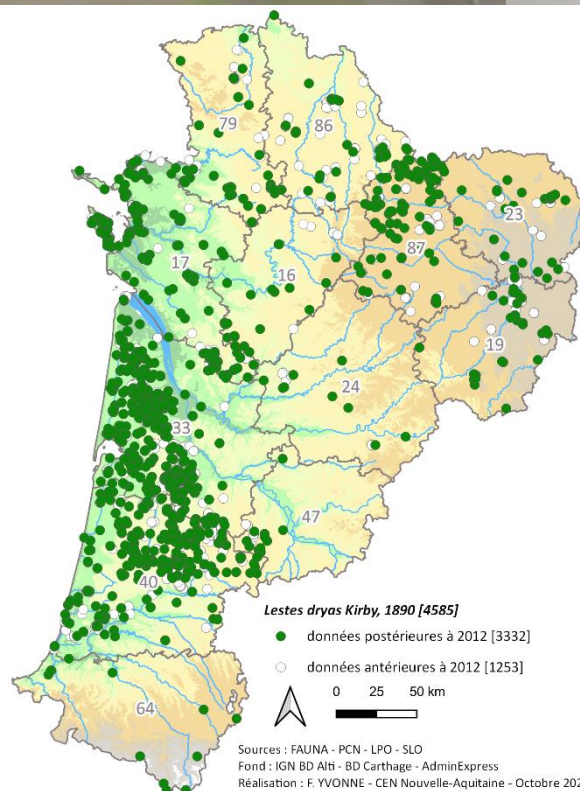 79
86
23
17
16
87
19
24
33
47
40
64
Lestes dryas Kirby, 1890 [4585]
données postérieures à 2012 [3332]
données antérieures à 2012 [1253]
0 25 50 km
Sources : FAUNA - PCN - LPO - SLO
Fond : IGN BD Alti - BD Carthage - AdminExpress
Réalisation : F. YVONNE - CEN Nouvelle-Aquitaine - Octobre 202